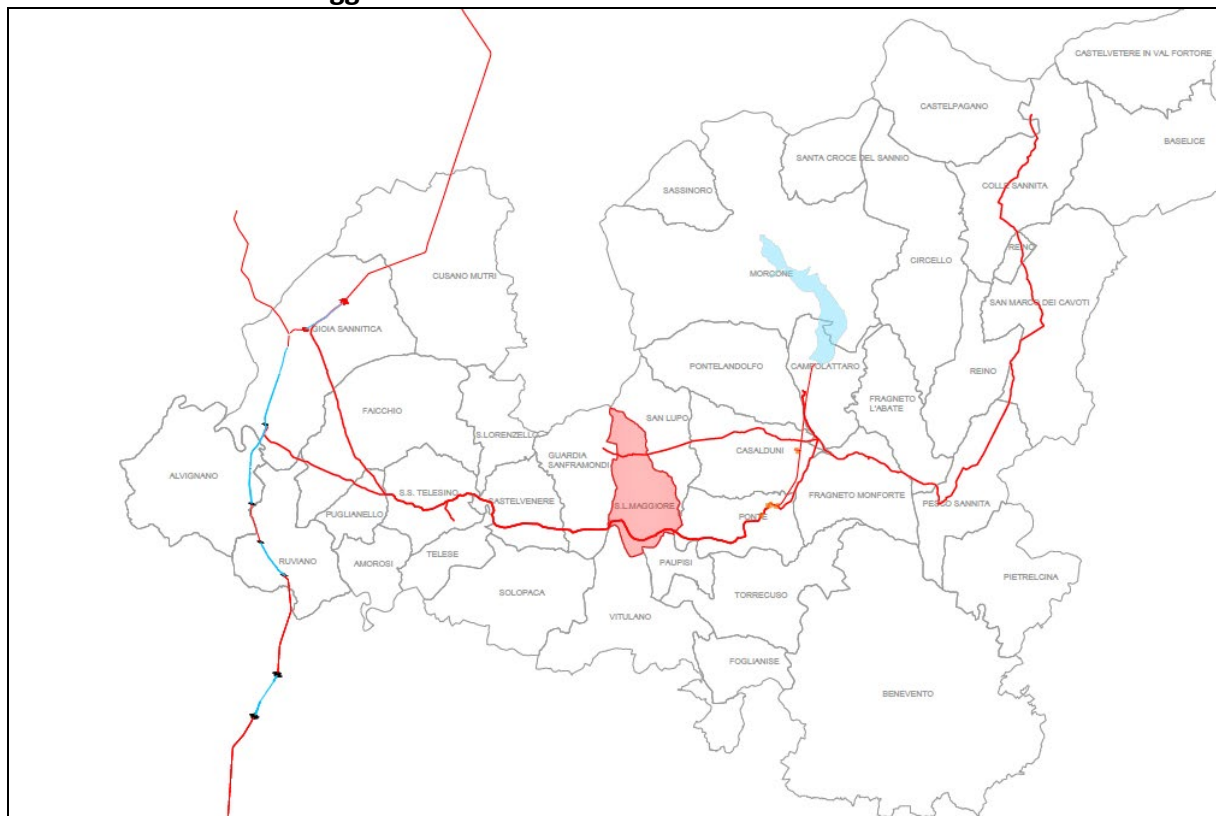 gg
CASTELVETERE IN VAL FORTORE
CASTELPAGANO
BASELICE
SANTA CROCE DEL SANNIO
SASSINORO
COLLE SANNITA
REINO
CIRCELLO
CUSANO MUTRI
MORCONE
SAN MARCO DEI CAVOTI
GIOIA SANNITICA
PONTELANDOLFO
CAMPOLATTARO
REINO
FRAGNETO
L'ABATE
FAICCHIO
SAN LUPO
S.LORENZELLO
GUARDIA
SANFRAMONDI
CASALDUNI
ALVIGNANO
S.S. TELESINO
CASTELVENERE
S.L.MAGGIORE
FRAGNETO MONFORTE
PESCO SANNITA
PUGLIANELLO
PONTE
TELESE
RUVIANO
AMOROSI
PAUPISI
PIETRELCINA
SOLOPACA
TORRECUSO
VITULANO
FOGLIANISE
BENEVENTO